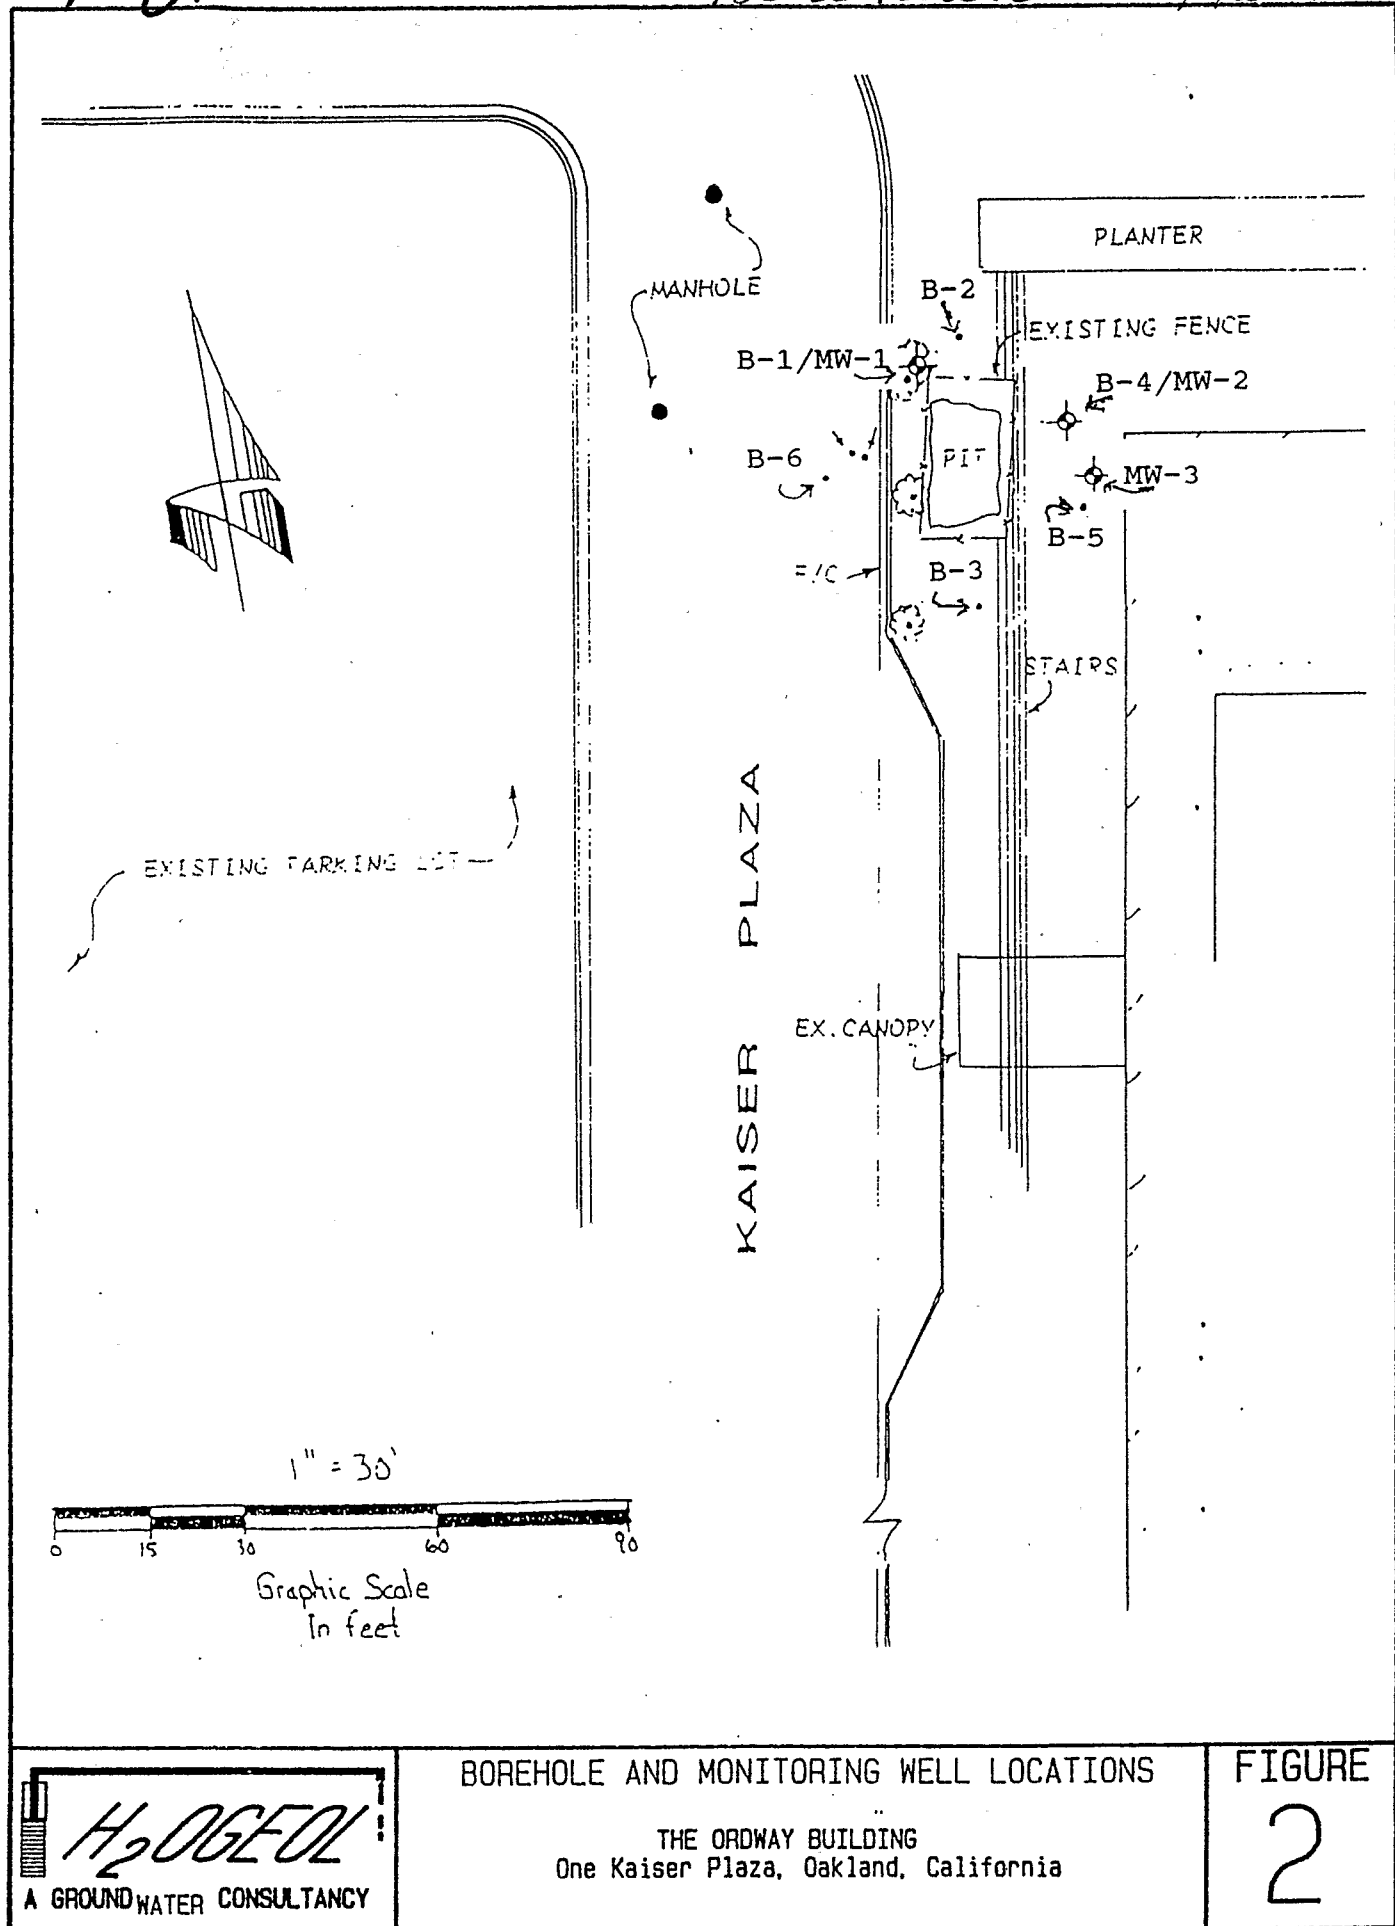 PLANTER
MANHOLE
B-2
EXISTING FENCE
B-1/MW-1
B-4/MW-2
B-6
PIT
MW-3
B-5
F/C
B-3
STAIRS
KAISER PLAZA
EXISTING PARKING LOT
EX. CANOPY
1" = 30'
0 15 30 60 90
Graphic Scale
In feet
H2OGEOL
A GROUNDWATER CONSULTANCY
BOREHOLE AND MONITORING WELL LOCATIONS
THE ORDWAY BUILDING
One Kaiser Plaza, Oakland, California
FIGURE
2